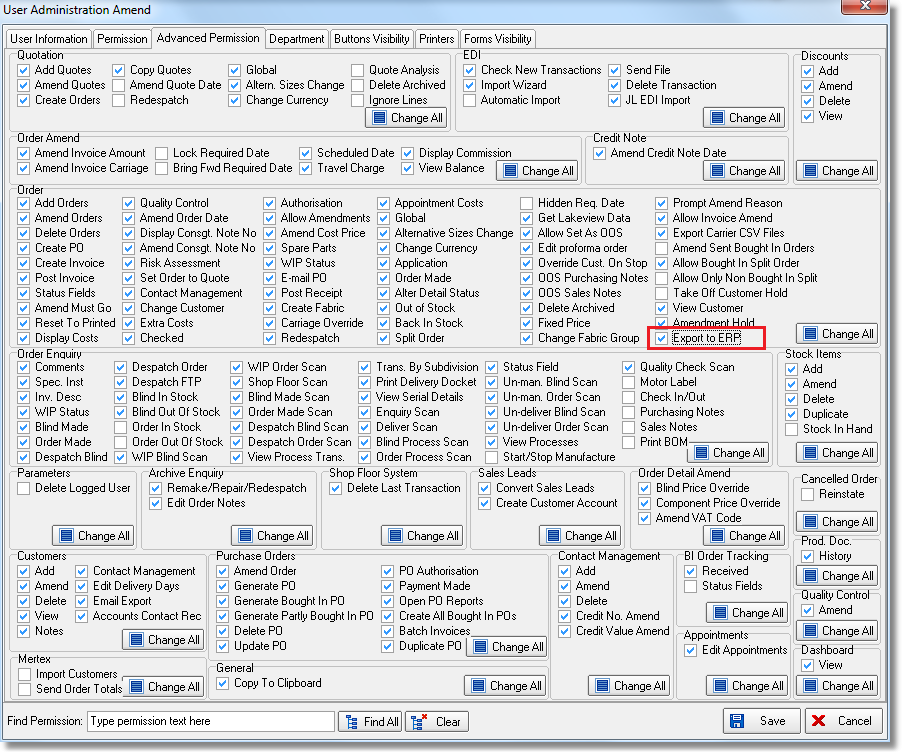 User Administration Amend
User Information Permission Advanced Permission Department Buttons Visibility Printers Forms Visibility
Quotation
Add Quotes Copy Quotes Global Quote Analysis
Amend Quotes Amend Quote Date Altern. Sizes Change Delete Archived
Create Orders Redespatch Change Currency Ignore Lines
Change All
EDI
Check New Transactions Send File
Import Wizard Delete Transaction
Automatic Import JL EDI Import
Change All
Discounts
Add
Amend
Delete
View
Change All
Order Amend
Amend Invoice Amount Lock Required Date Scheduled Date Display Commission
Amend Invoice Carriage Bring Fwd Required Date Travel Charge View Balance
Change All
Credit Note
Amend Credit Note Date
Change All
Order
Add Orders Quality Control Authorisation Appointment Costs Hidden Req. Date Prompt Amend Reason
Amend Orders Amend Order Date Allow Amendments Global Get Lakeview Data Allow Invoice Amend
Delete Orders Display Consgt. Note No Amend Cost Price Alternative Sizes Change Allow Set As OOS Export Carrier CSV Files
Create PO Amend Consgt. Note No Spare Parts Change Currency Edit proforma order Amend Sent Bought In Orders
Create Invoice Risk Assessment WIP Status Application Override Cust. On Stop Allow Bought In Split Order
Post Invoice Set Order to Quote E-mail PO Order Made OOS Purchasing Notes Allow Only Non Bought In Split
Status Fields Contact Management Post Receipt Alter Detail Status OOS Sales Notes Take Off Customer Hold
Amend Must Go Change Customer Create Fabric Out of Stock Delete Archived View Customer
Reset To Printed Extra Costs Carriage Override Back In Stock Fixed Price Amendment Hold
Display Costs Checked Redespatch Split Order Change Fabric Group Export to ERP
Change All
Order Enquiry
Comments Despatch Order WIP Order Scan Trans. By Subdivision Status Field Quality Check Scan
Spec. Inst Despatch FTP Shop Floor Scan Print Delivery Docket Un-man. Blind Scan Motor Label
Inv. Desc Blind In Stock Blind Made Scan View Serial Details Un-man. Order Scan Check In/Out
WIP Status Blind Out Of Stock Order Made Scan Enquiry Scan Un-deliver Blind Scan Purchasing Notes
Blind Made Order In Stock Despatch Blind Scan Deliver Scan Un-deliver Order Scan Sales Notes
Order Made Order Out Of Stock Despatch Order Scan Blind Process Scan View Processes Print BOM
Despatch Blind WIP Blind Scan View Process Trans. Order Process Scan Start/Stop Manufacture
Change All
Stock Items
Add
Amend
Delete
Duplicate
Stock In Hand
Change All
Parameters
Delete Logged User
Change All
Archive Enquiry
Remake/Repair/Redespatch
Edit Order Notes
Change All
Shop Floor System
Delete Last Transaction
Change All
Sales Leads
Convert Sales Leads
Create Customer Account
Change All
Order Detail Amend
Blind Price Override
Component Price Override
Amend VAT Code
Change All
Cancelled Order
Reinstate
Change All
Prod. Doc.
History
Change All
Customers
Add Contact Management
Amend Edit Delivery Days
Delete Email Export
View Accounts Contact Rec
Notes
Change All
Purchase Orders
Amend Order PO Authorisation
Generate PO Payment Made
Generate Bought In PO Open PO Reports
Generate Partly Bought In PO Create All Bought In POs
Delete PO Batch Invoices
Update PO Duplicate PO
Change All
Contact Management
Add
Amend
Delete
Credit No. Amend
Credit Value Amend
Change All
BI Order Tracking
Received
Status Fields
Change All
Quality Control
Amend
Change All
Appointments
Edit Appointments
Change All
Dashboard
View
Change All
Mertex
Import Customers
Send Order Totals
Change All
General
Copy To Clipboard
Change All
Find Permission: Type permission text here Find All Clear Save Cancel